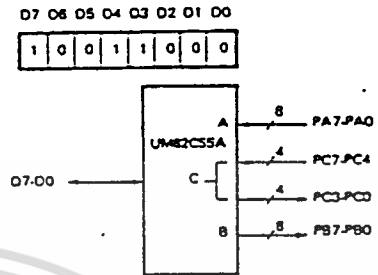 D7 D6 D5 D4 D3 D2 D1 D0
1 0 0 1 1 0 0 0
A
8
PA7-PA0
UM82C55A
4
PC7-PC4
D7-D0
C
4
PC3-PC0
B
8
PB7-PB0